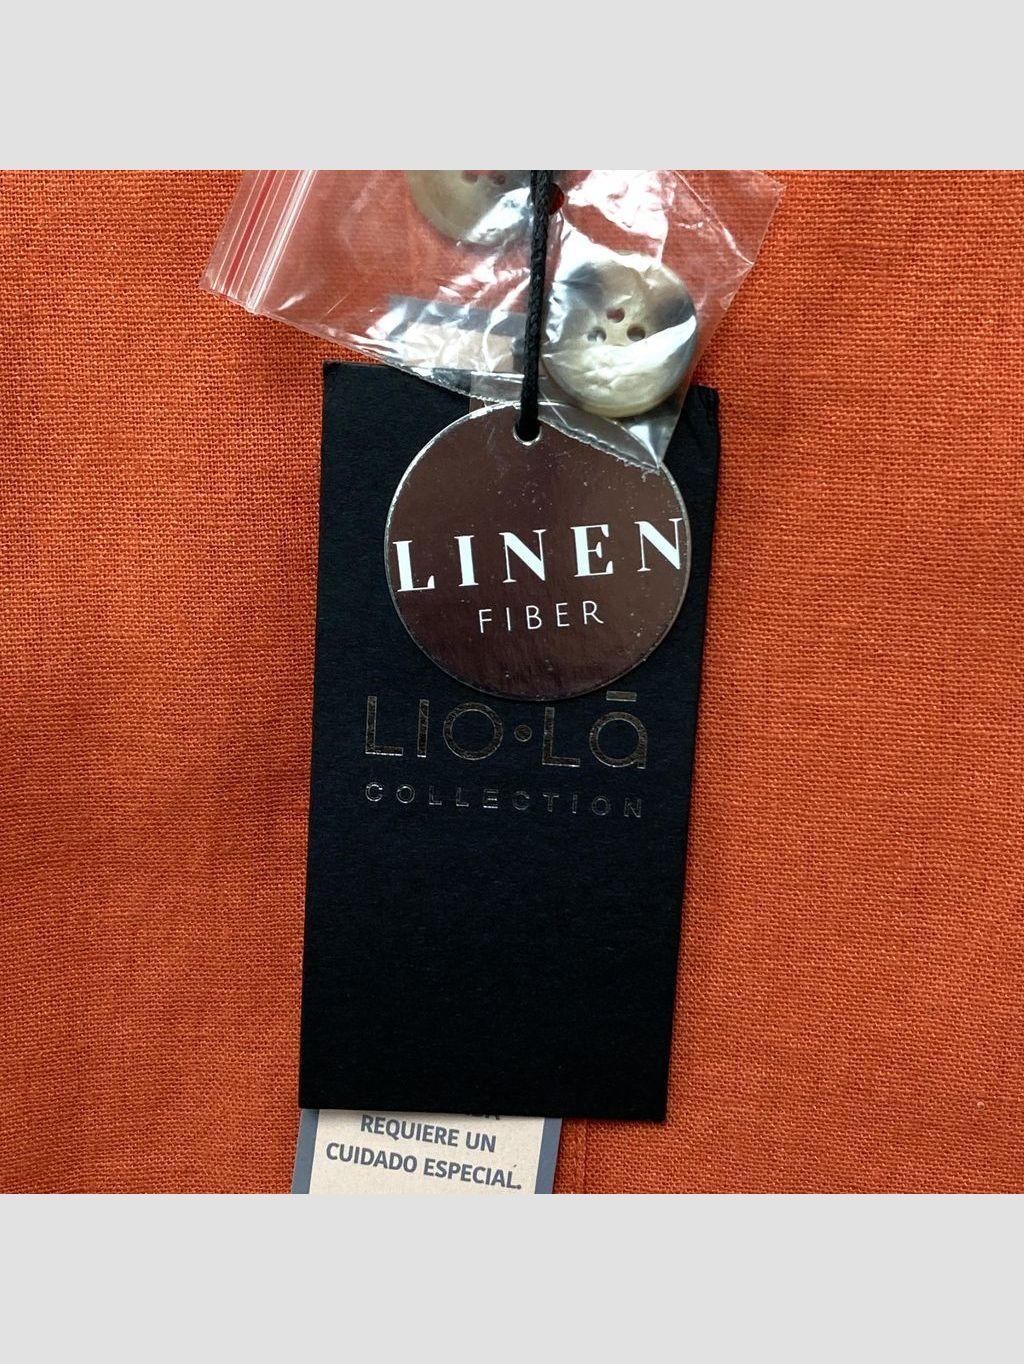 LINEN
FIBER
LIO•Lā
COLLECTION
REQUIERE UN
CUIDADO ESPECIAL.